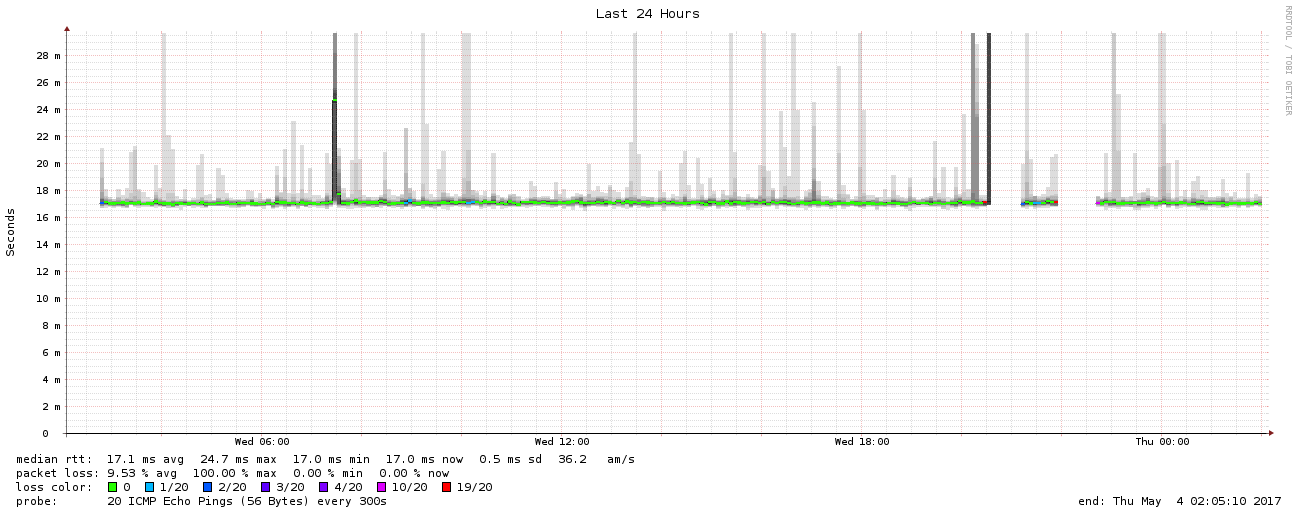 Last 24 Hours
RRDTOOL / TOBI OETIKER
Seconds
28 m
26 m
24 m
22 m
20 m
18 m
16 m
14 m
12 m
10 m
8 m
6 m
4 m
2 m
0
Wed 06:00 Wed 12:00 Wed 18:00 Thu 00:00
median rtt: 17.1 ms avg 24.7 ms max 17.0 ms min 17.0 ms now 0.5 ms sd 36.2 am/s
packet loss: 9.53 % avg 100.00 % max 0.00 % min 0.00 % now
loss color: 0 1/20 2/20 3/20 4/20 10/20 19/20
probe: 20 ICMP Echo Pings (56 Bytes) every 300s end: Thu May 4 02:05:10 2017